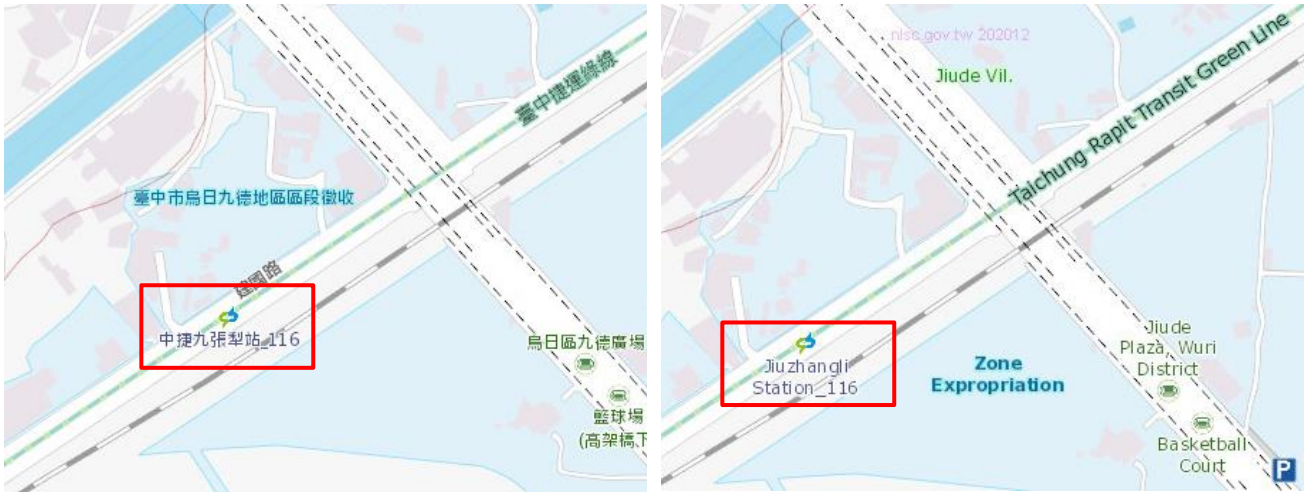 臺中捷運綠線
臺中市烏日九德地區區段徵收
建國路
中捷九張犁站_116
烏日區九德廣場
籃球場
(高架橋下
nlsc.gov.tw 202012
Jiude Vil.
Taichung Rapit Transit Green Line
Jiuzhangli
Station_116
Zone
Expropriation
Jiude
Plaza, Wuri
District
Basketball
Court
P